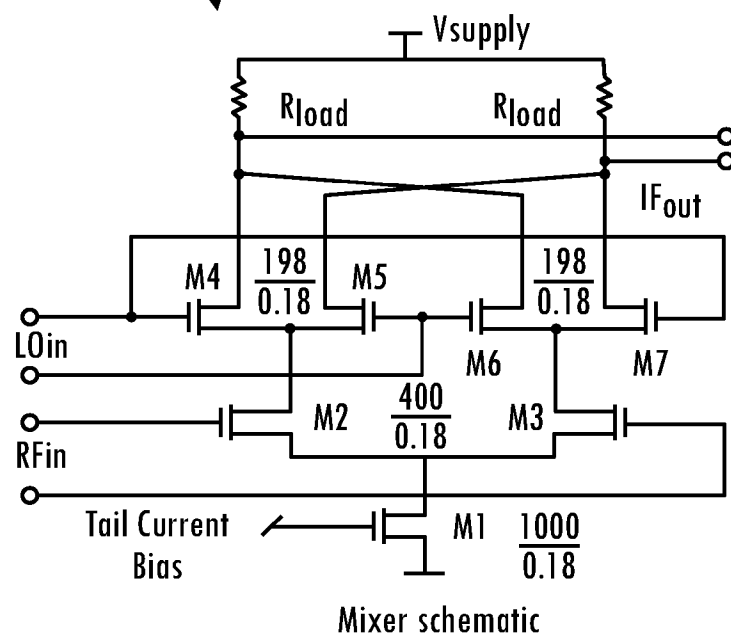 Vsupply
Rload
Rload
IFout
M4
198
0.18
M5
198
0.18
LOin
M6
M7
RFin
M2
400
0.18
M3
Tail Current
Bias
M1
1000
0.18
Mixer schematic